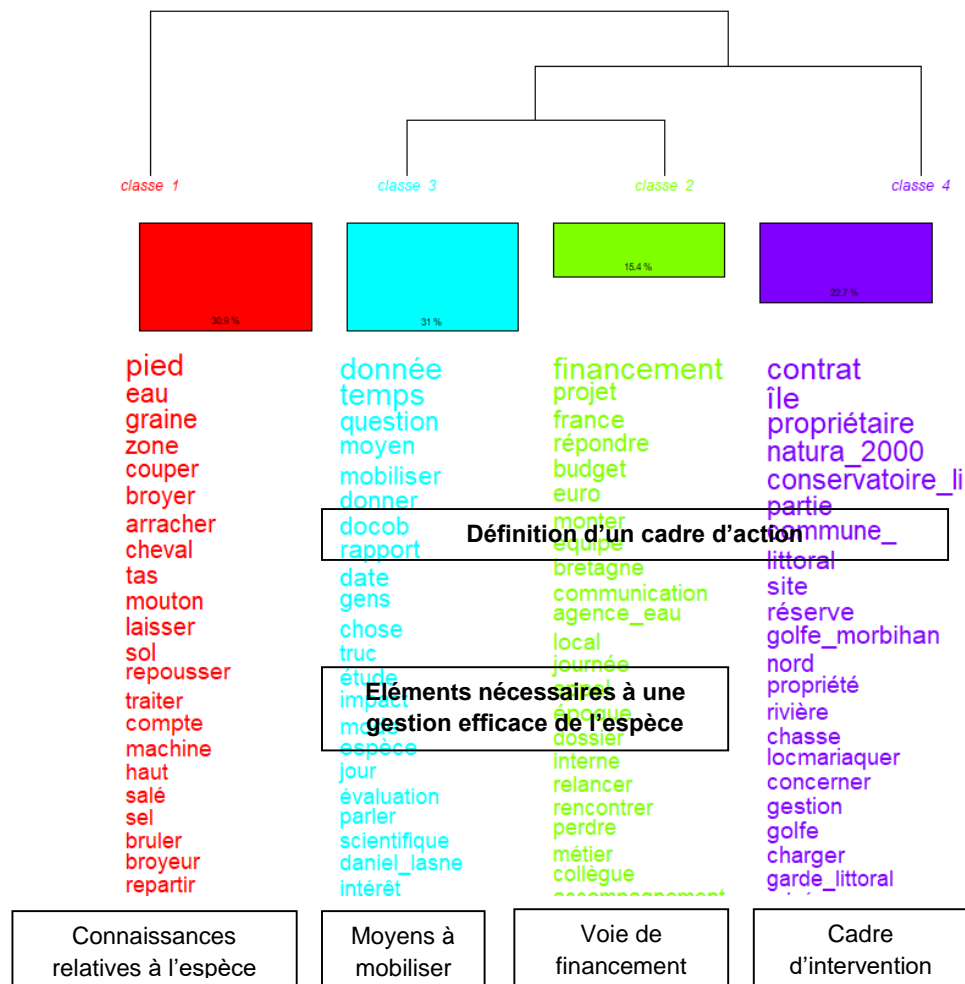 classe 1
classe 3
classe 2
classe 4
30.9 %
31 %
15.4 %
22.7 %
pied
eau
graine
zone
couper
broyer
arracher
cheval
tas
mouton
laisser
sol
repousser
traiter
compte
machine
haut
salé
sel
bruler
broyeur
repartir
donnée
temps
question
moyen
mobiliser
donner
docob
rapport
date
gens
chose
truc
étude
impact
mode
espèce
jour
évaluation
parler
scientifique
daniel_lasne
intérêt
financement
projet
france
répondre
budget
euro
monter
équipe
bretagne
communication
agence_eau
local
journée
appel
époque
dossier
interne
relancer
rencontrer
perdre
métier
collègue
accompagnement
contrat
île
propriétaire
natura_2000
conservatoire_li
partie
commune_
littoral
site
réserve
golfe_morbihan
nord
propriété
rivière
chasse
locmariaquer
concerner
gestion
golfe
charger
garde_littoral
Définition d'un cadre d'action
Eléments nécessaires à une
gestion efficace de l'espèce
Connaissances
relatives à l'espèce
Moyens à
mobiliser
Voie de
financement
Cadre
d'intervention